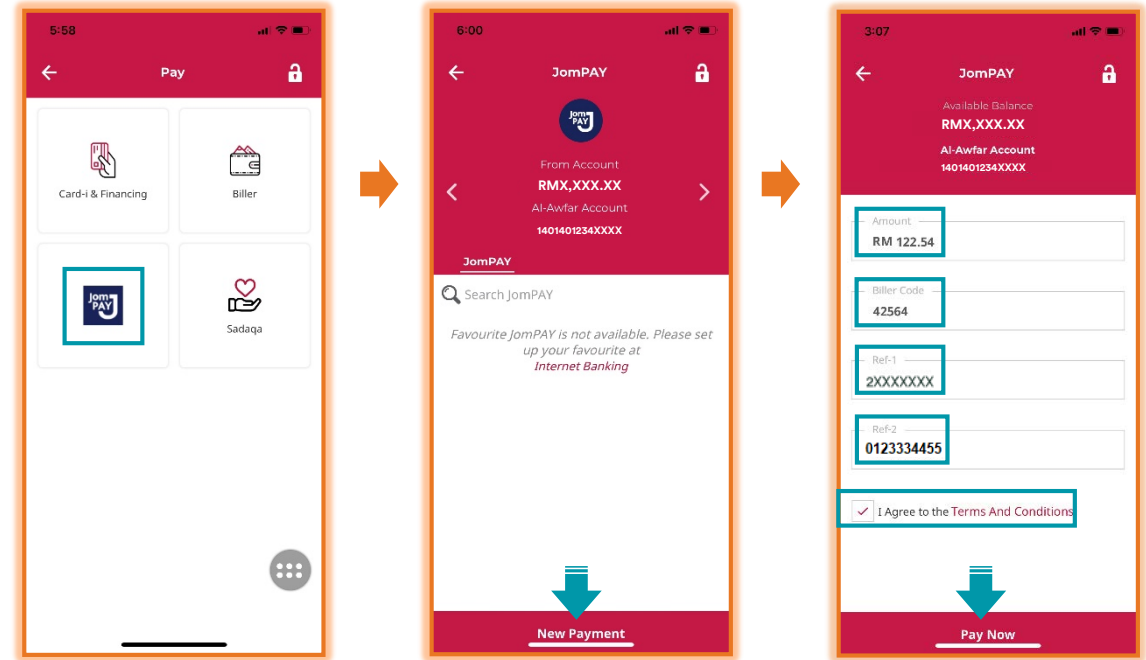 5:58
Pay
Card-i & Financing
Biller
Jom
PAY
Sadaqa
6:00
JomPAY
Jom
PAY
From Account
RMX,XXX.XX
Al-Awfar Account
1401401234XXXX
JomPAY
Search JomPAY
Favourite JomPAY is not available. Please set
up your favourite at
Internet Banking
New Payment
3:07
JomPAY
Available Balance
RMX,XXX.XX
Al-Awfar Account
1401401234XXXX
Amount
RM 122.54
Biller Code
42564
Ref-1
2XXXXXXX
Ref-2
0123334455
I Agree to the Terms And Conditions
Pay Now